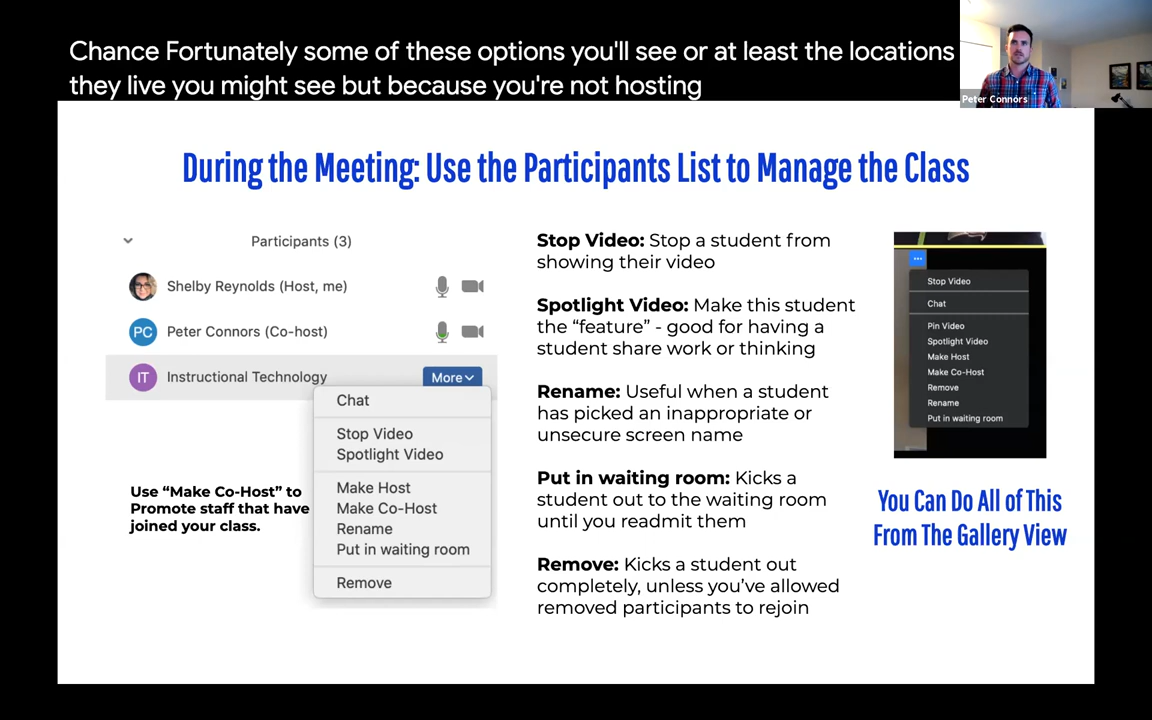 Chance Fortunately some of these options you'll see or at least the locations
they live you might see but because you're not hosting
Peter Connors
During the Meeting: Use the Participants List to Manage the Class
Participants (3)
Shelby Reynolds (Host, me)
PC Peter Connors (Co-host)
IT Instructional Technology More
Chat
Stop Video
Spotlight Video
Make Host
Make Co-Host
Rename
Put in waiting room
Remove
Use “Make Co-Host” to
Promote staff that have
joined your class.
Stop Video: Stop a student from
showing their video
Spotlight Video: Make this student
the “feature” - good for having a
student share work or thinking
Rename: Useful when a student
has picked an inappropriate or
unsecure screen name
Put in waiting room: Kicks a
student out to the waiting room
until you readmit them
Remove: Kicks a student out
completely, unless you’ve allowed
removed participants to rejoin
Stop Video
Chat
Pin Video
Spotlight Video
Make Host
Make Co-Host
Remove
Rename
Put in waiting room
You Can Do All of This
From The Gallery View